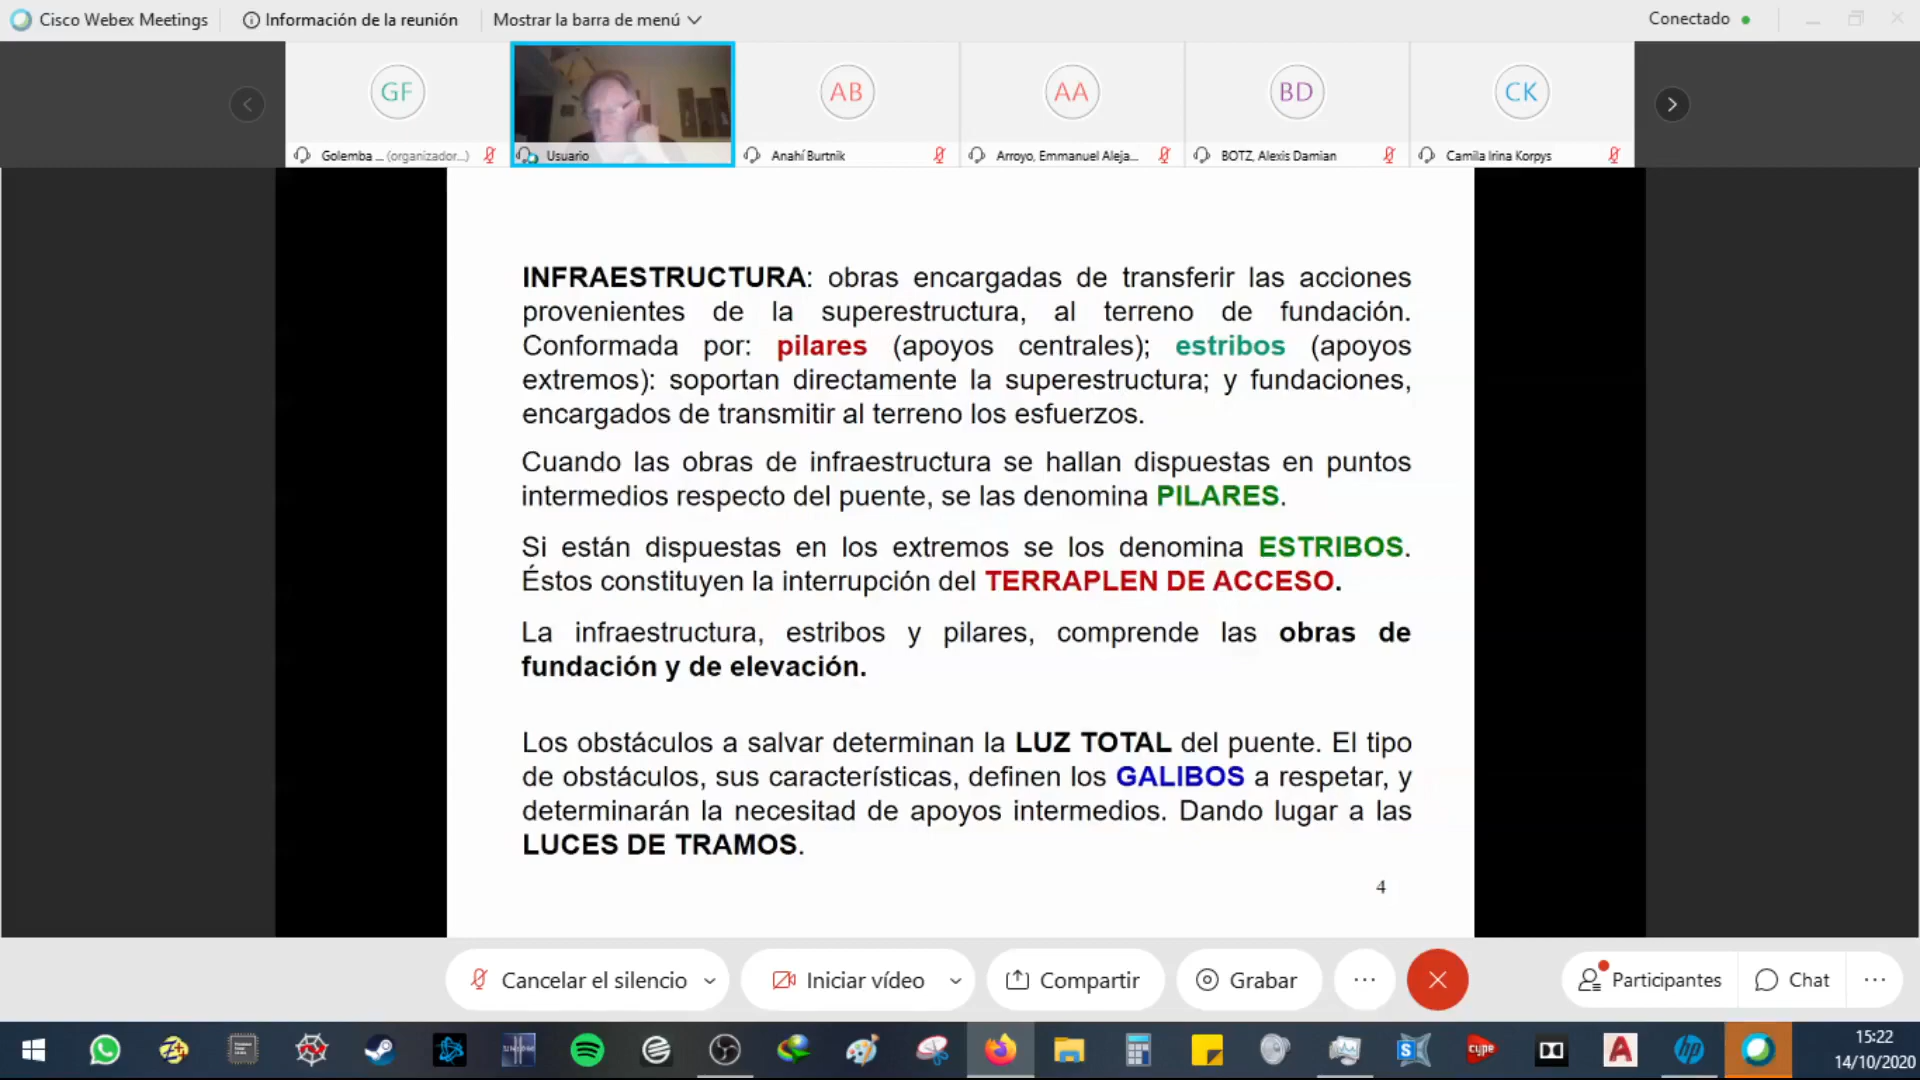 Cisco Webex Meetings
Información de la reunión
Mostrar la barra de menú
Conectado
GF
AB
AA
BD
CK
Golemba ... (organizador...)
Usuario
Anahí Burtnik
Arroyo, Emmanuel Aleja...
BOTZ, Alexis Damian
Camila Irina Korpys
INFRAESTRUCTURA: obras encargadas de transferir las acciones
provenientes de la superestructura, al terreno de fundación.
Conformada por: pilares (apoyos centrales); estribos (apoyos
extremos): soportan directamente la superestructura; y fundaciones,
encargados de transmitir al terreno los esfuerzos.
Cuando las obras de infraestructura se hallan dispuestas en puntos
intermedios respecto del puente, se las denomina PILARES.
Si están dispuestas en los extremos se los denomina ESTRIBOS.
Éstos constituyen la interrupción del TERRAPLEN DE ACCESO.
La infraestructura, estribos y pilares, comprende las obras de
fundación y de elevación.
Los obstáculos a salvar determinan la LUZ TOTAL del puente. El tipo
de obstáculos, sus características, definen los GALIBOS a respetar, y
determinarán la necesitad de apoyos intermedios. Dando lugar a las
LUCES DE TRAMOS.
4
Cancelar el silencio
Iniciar vídeo
Compartir
Grabar
Participantes
Chat
cype
hp
15:22
14/10/2020